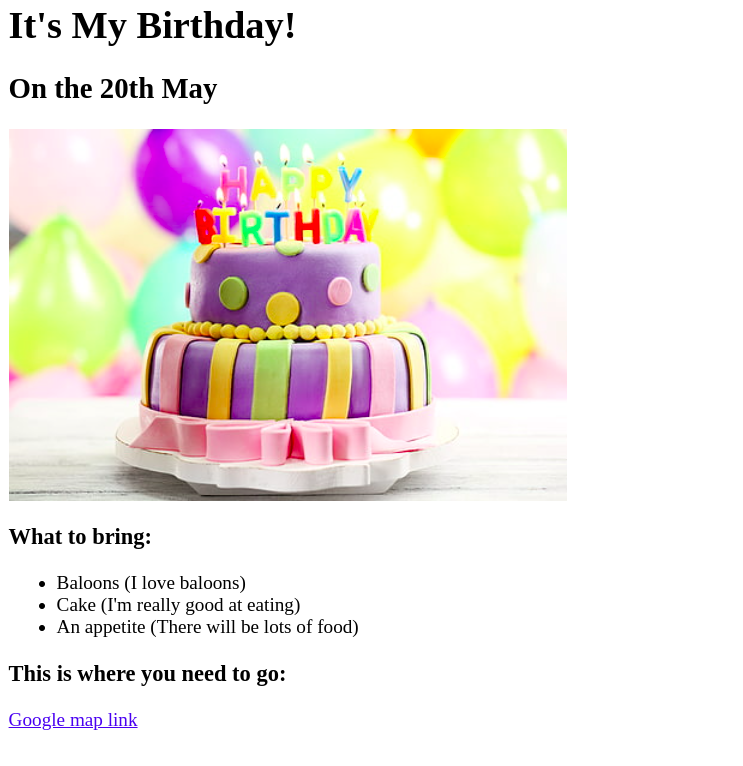 It's My Birthday!
On the 20th May
HAPPY
BIRTHDAY
What to bring:
Baloons (I love baloons)
Cake (I'm really good at eating)
An appetite (There will be lots of food)
This is where you need to go:
Google map link